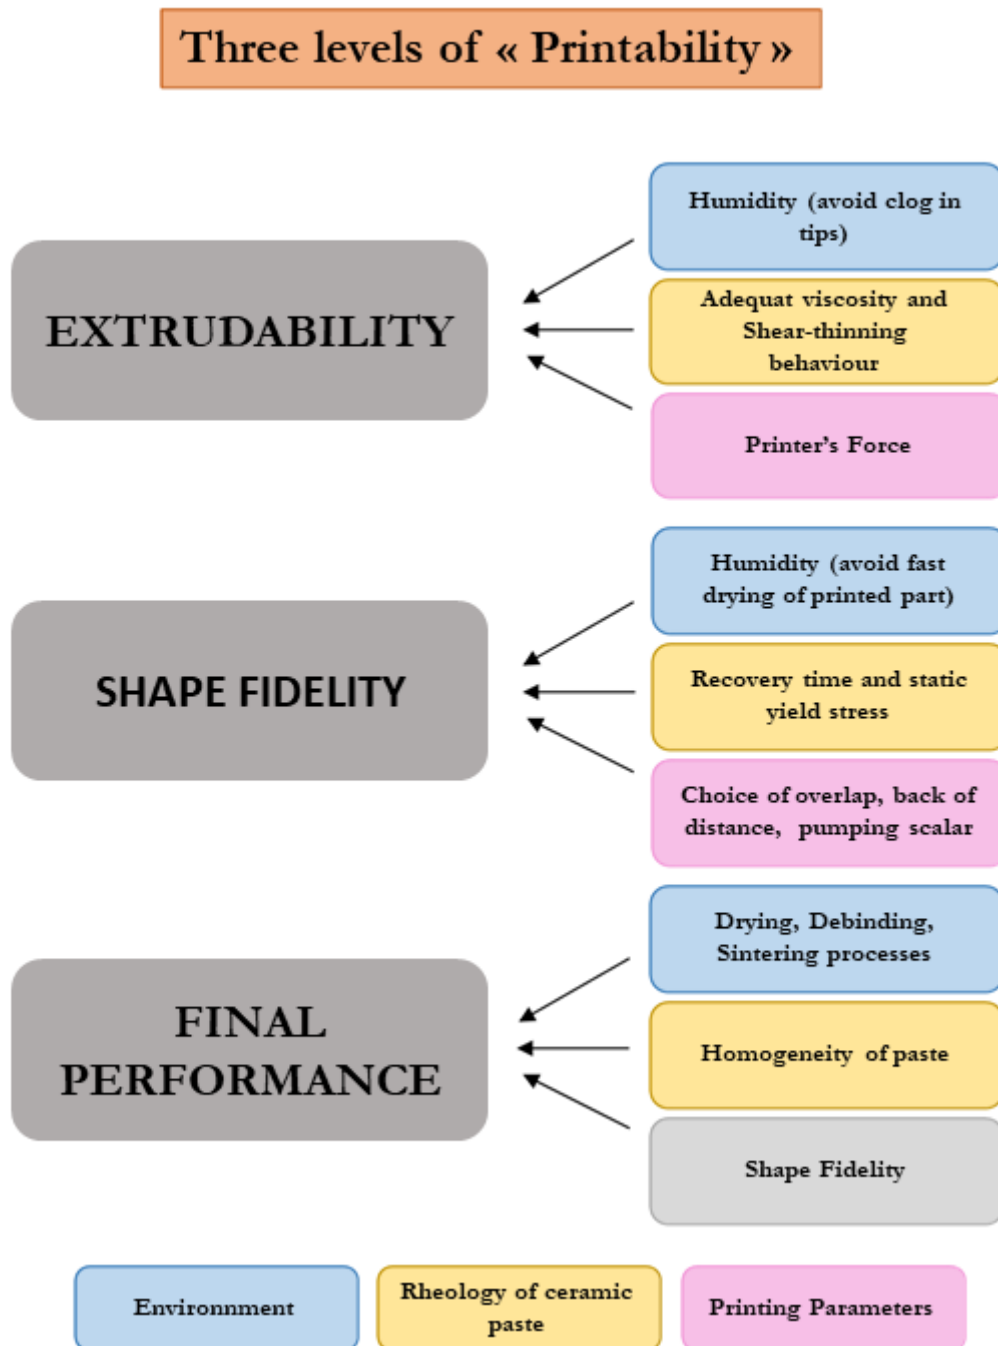 Three levels of « Printability »
EXTRUDABILITY
Humidity (avoid clog in
tips)
Adequat viscosity and
Shear-thinning
behaviour
Printer’s Force
SHAPE FIDELITY
Humidity (avoid fast
drying of printed part)
Recovery time and static
yield stress
Choice of overlap, back of
distance, pumping scalar
FINAL
PERFORMANCE
Drying, Debinding,
Sintering processes
Homogeneity of paste
Shape Fidelity
Environnment
Rheology of ceramic
paste
Printing Parameters